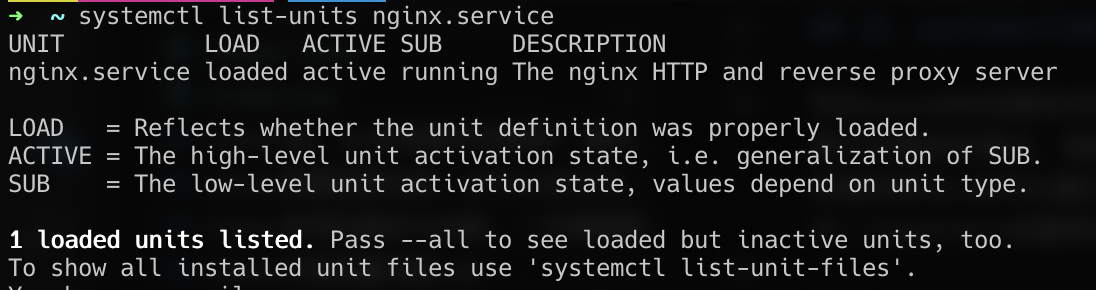 ➜  ~ systemctl list-units nginx.service
UNIT          LOAD   ACTIVE SUB     DESCRIPTION
nginx.service loaded active running The nginx HTTP and reverse proxy server
LOAD   = Reflects whether the unit definition was properly loaded.
ACTIVE = The high-level unit activation state, i.e. generalization of SUB.
SUB    = The low-level unit activation state, values depend on unit type.
1 loaded units listed. Pass --all to see loaded but inactive units, too.
To show all installed unit files use 'systemctl list-unit-files'.